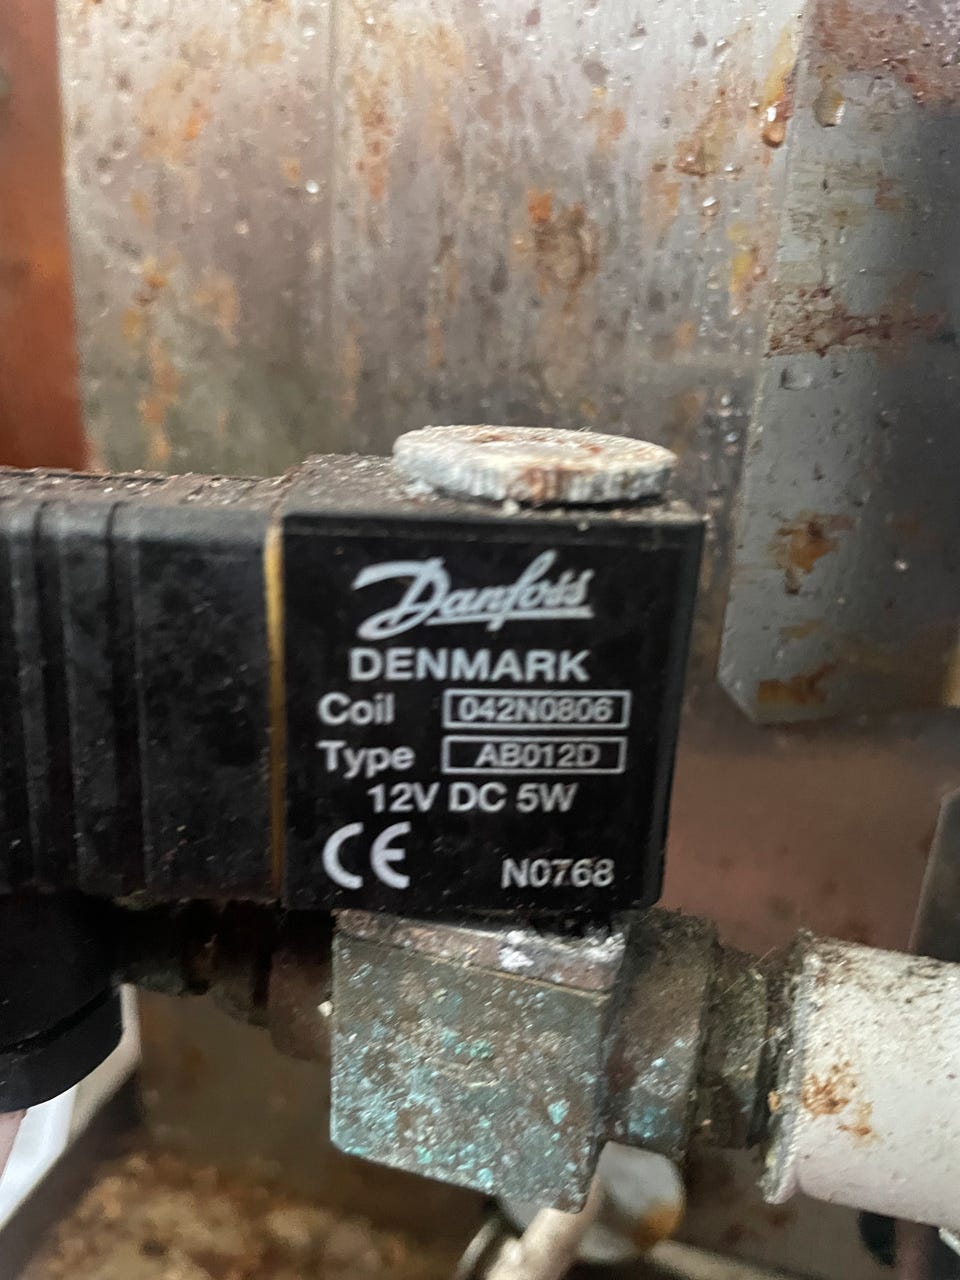 Danfoss
DENMARK
Coil 042N0806
Type AB012D
12V DC 5W
CE N0768